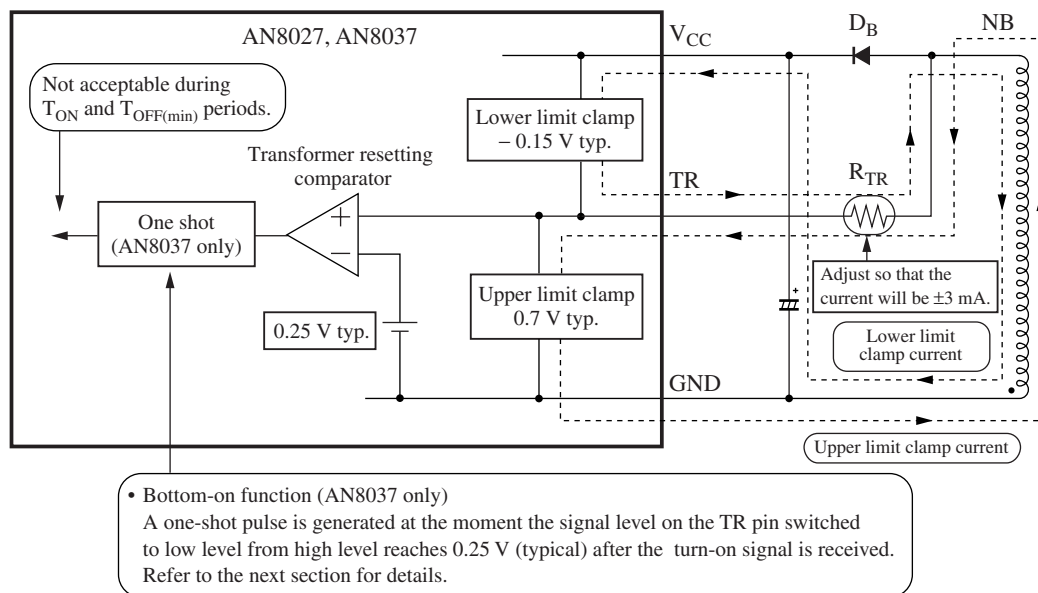 AN8027, AN8037
V_CC
D_B
NB
Not acceptable during
T_ON and T_OFF(min) periods.
Lower limit clamp
− 0.15 V typ.
Transformer resetting
comparator
TR
R_TR
+
−
One shot
(AN8037 only)
Adjust so that the
current will be ±3 mA.
Upper limit clamp
0.7 V typ.
+
0.25 V typ.
Lower limit
clamp current
GND
Upper limit clamp current
• Bottom-on function (AN8037 only)
A one-shot pulse is generated at the moment the signal level on the TR pin switched
to low level from high level reaches 0.25 V (typical) after the turn-on signal is received.
Refer to the next section for details.